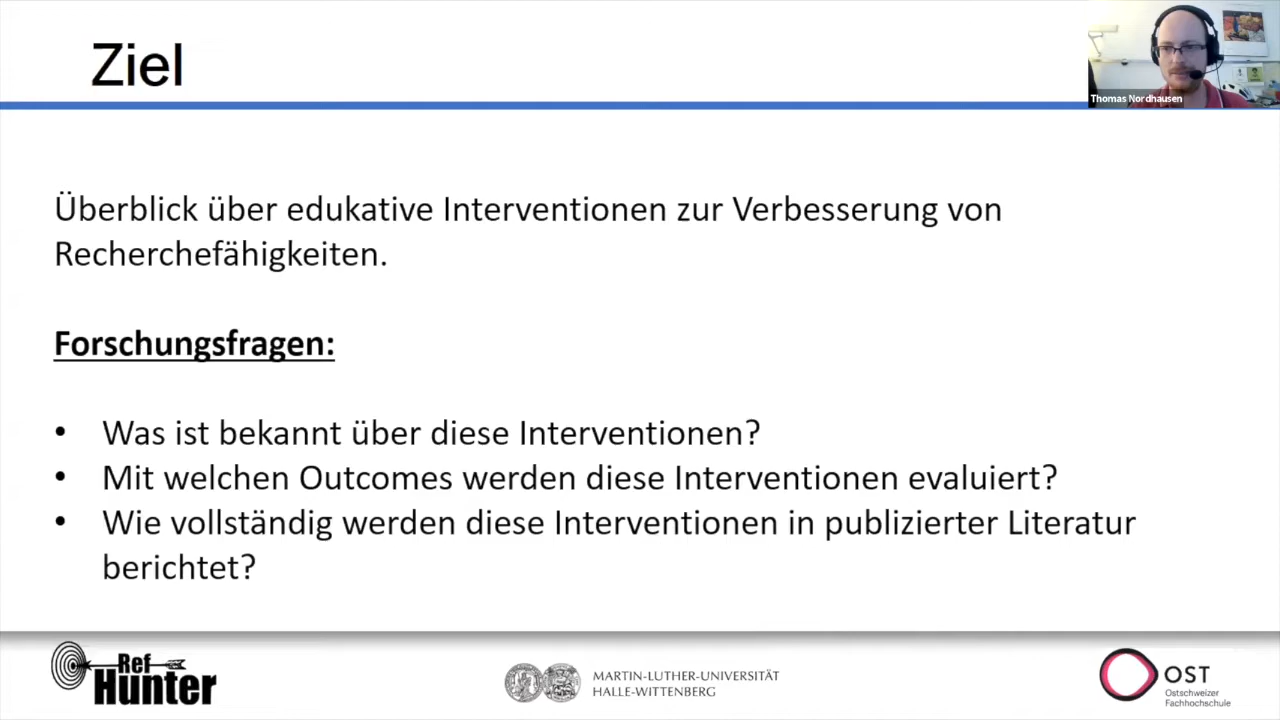 Ziel
Thomas Nordhausen
Überblick über edukative Interventionen zur Verbesserung von
Recherchefähigkeiten.
Forschungsfragen:
• Was ist bekannt über diese Interventionen?
• Mit welchen Outcomes werden diese Interventionen evaluiert?
• Wie vollständig werden diese Interventionen in publizierter Literatur
berichtet?
Ref
Hunter
MARTIN-LUTHER-UNIVERSITÄT
HALLE-WITTENBERG
OST
Ostschweizer
Fachhochschule